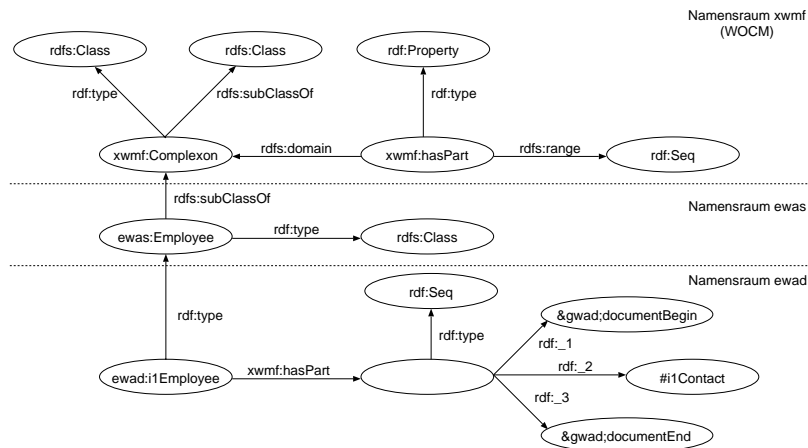 Namensraum xwmf
(WOCM)
rdfs:Class
rdfs:Class
rdf:Property
rdf:type
rdfs:subClassOf
rdf:type
xwmf:Complexon
rdfs:domain
xwmf:hasPart
rdfs:range
rdf:Seq
rdfs:subClassOf
Namensraum ewas
ewas:Employee
rdf:type
rdfs:Class
Namensraum ewad
rdf:Seq
&gwad;documentBegin
rdf:type
rdf:type
rdf:_1
ewad:i1Employee
xwmf:hasPart
rdf:_2
#i1Contact
rdf:_3
&gwad;documentEnd